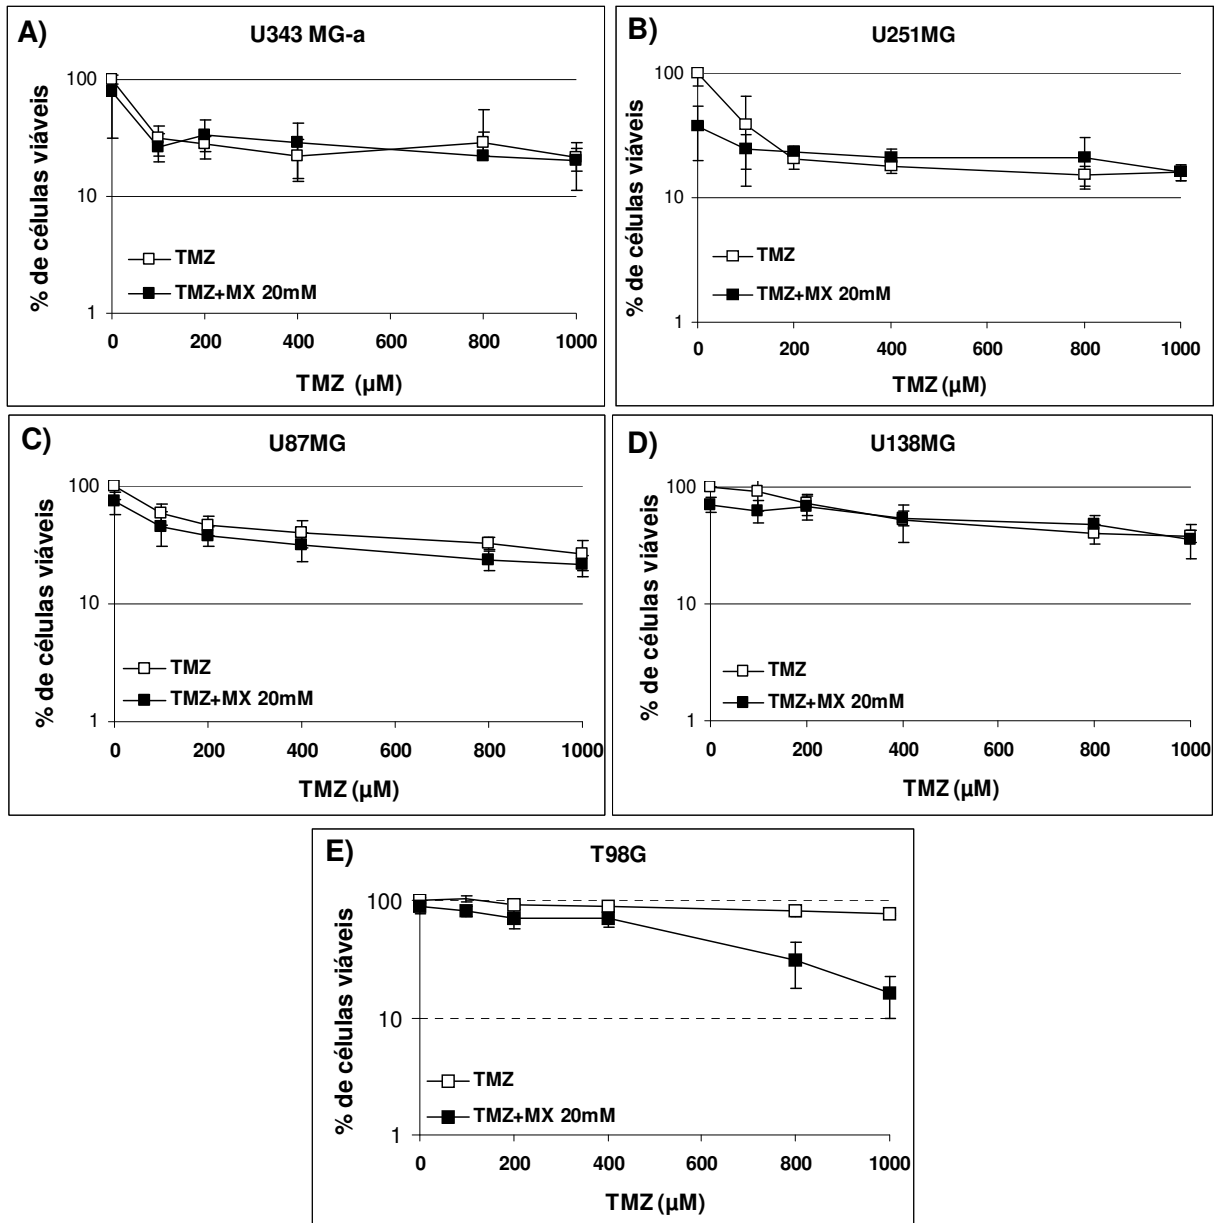 A)
U343 MG-a
% de células viáveis
100
10
1
TMZ
TMZ+MX 20mM
0 200 400 600 800 1000
TMZ (µM)
B)
U251MG
% de células viáveis
100
10
1
TMZ
TMZ+MX 20mM
0 200 400 600 800 1000
TMZ (µM)
C)
U87MG
% de células viáveis
100
10
1
TMZ
TMZ+MX 20mM
0 200 400 600 800 1000
TMZ (µM)
D)
U138MG
% de células viáveis
100
10
1
TMZ
TMZ+MX 20mM
0 200 400 600 800 1000
TMZ (µM)
E)
T98G
% de células viáveis
100
10
1
TMZ
TMZ+MX 20mM
0 200 400 600 800 1000
TMZ (µM)